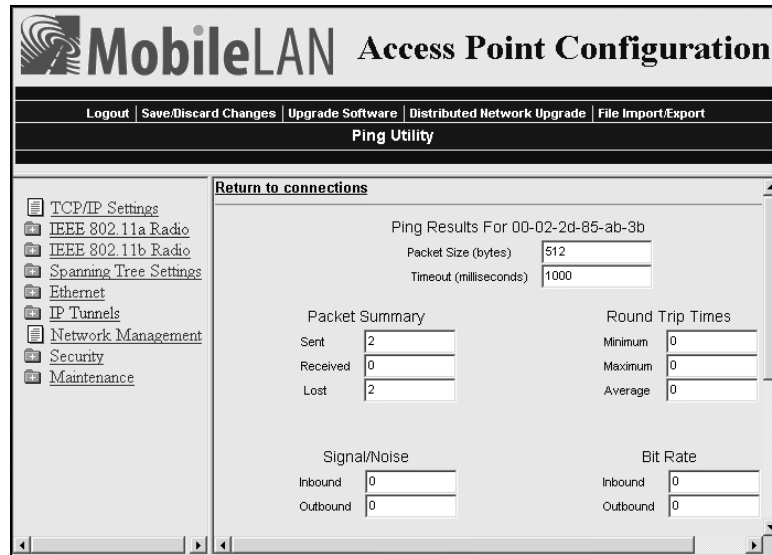 MobileLAN Access Point Configuration
Logout | Save/Discard Changes | Upgrade Software | Distributed Network Upgrade | File Import/Export
Ping Utility
TCP/IP Settings
IEEE 802.11a Radio
IEEE 802.11b Radio
Spanning Tree Settings
Ethernet
IP Tunnels
Network Management
Security
Maintenance
Return to connections
Ping Results For 00-02-2d-85-ab-3b
Packet Size (bytes) 512
Timeout (milliseconds) 1000
Packet Summary
Sent 2
Received 0
Lost 2
Round Trip Times
Minimum 0
Maximum 0
Average 0
Signal/Noise
Inbound 0
Outbound 0
Bit Rate
Inbound 0
Outbound 0